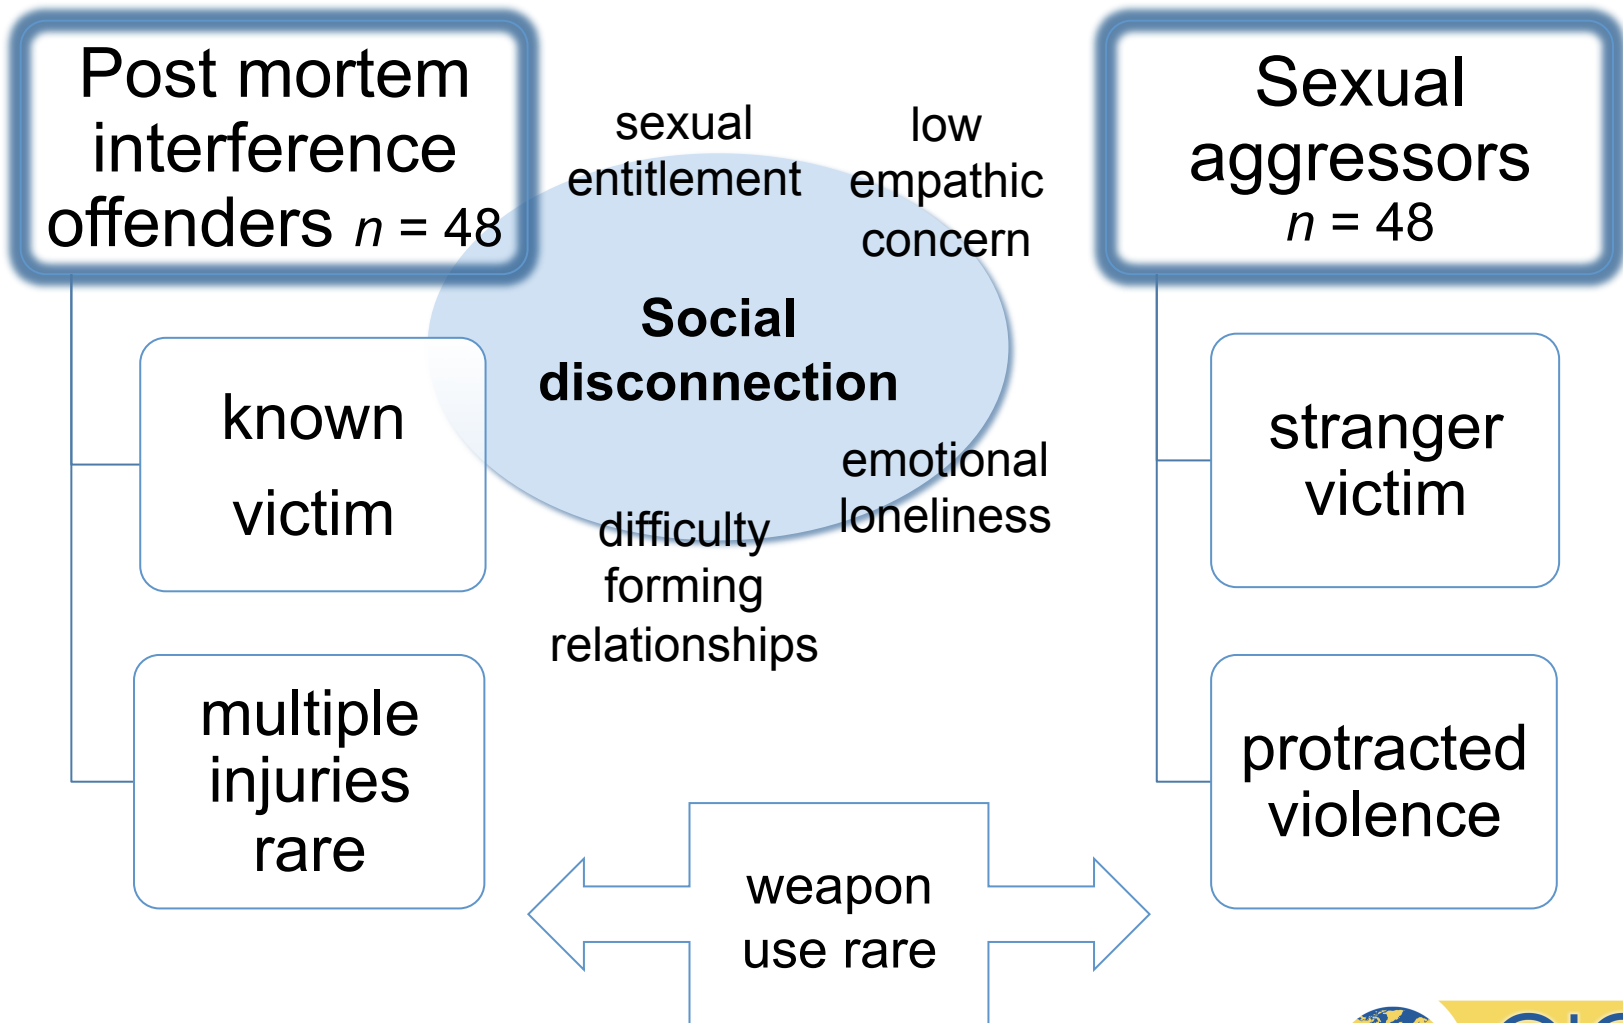 Post mortem
interference
offenders n = 48
sexual
entitlement
low
empathic
concern
Sexual
aggressors
n = 48
Social
disconnection
known
victim
emotional
loneliness
difficulty
forming
relationships
stranger
victim
multiple
injuries
rare
protracted
violence
weapon
use rare